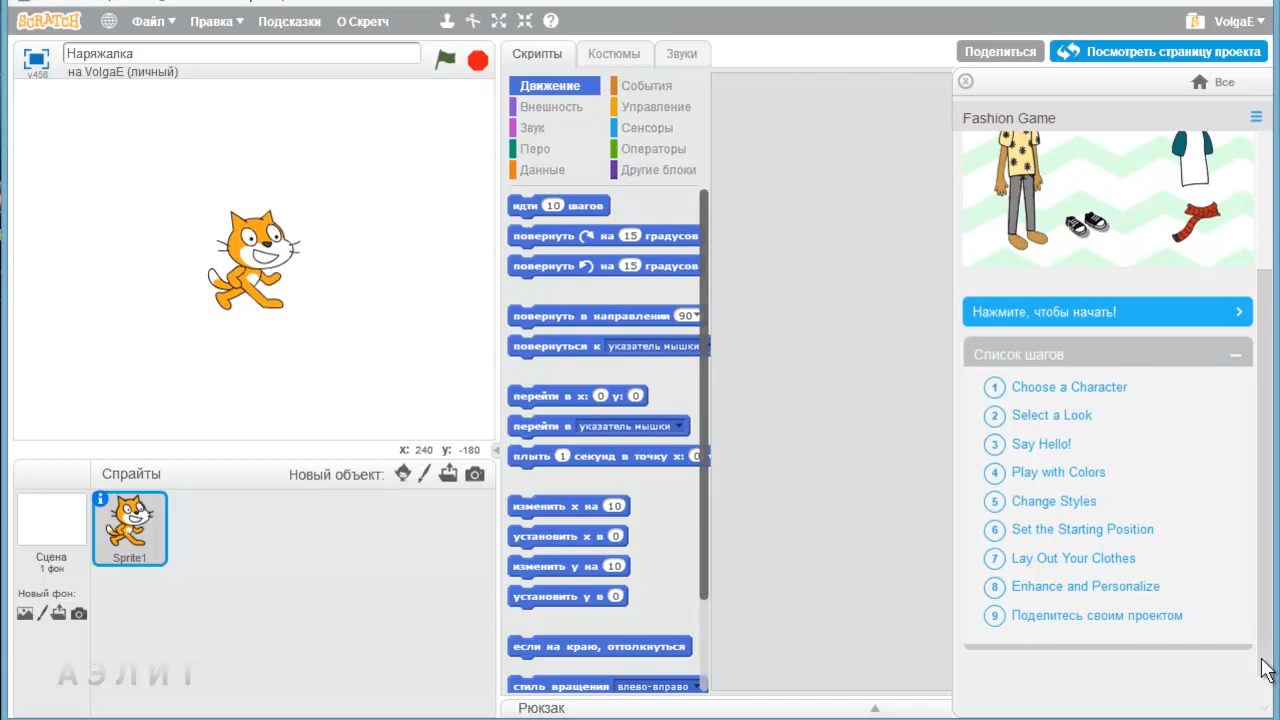 SCRATCH Файл Правка Подсказки О Скретч VolgaE
v458
Наряжалка
на VolgaE (личный)
Скрипты Костюмы Звуки
Поделиться Посмотреть страницу проекта
Движение События
Внешность Управление
Звук Сенсоры
Перо Операторы
Данные Другие блоки
идти 10 шагов
повернуть на 15 градусов
повернуть на 15 градусов
повернуть в направлении 90
повернуться к указатель мышки
перейти в x: 0 y: 0
перейти в указатель мышки
плыть 1 секунд в точку x: 0
изменить x на 10
установить x в 0
изменить y на 10
установить y в 0
если на краю, оттолкнуться
стиль вращения влево-вправо
Все
Fashion Game
Нажмите, чтобы начать!
Список шагов
1 Choose a Character
2 Select a Look
3 Say Hello!
4 Play with Colors
5 Change Styles
6 Set the Starting Position
7 Lay Out Your Clothes
8 Enhance and Personalize
9 Поделитесь своим проектом
x: 240 y: -180
Спрайты Новый объект:
Sprite1
Сцена
1 фон
Новый фон:
АЭЛИТ
Рюкзак